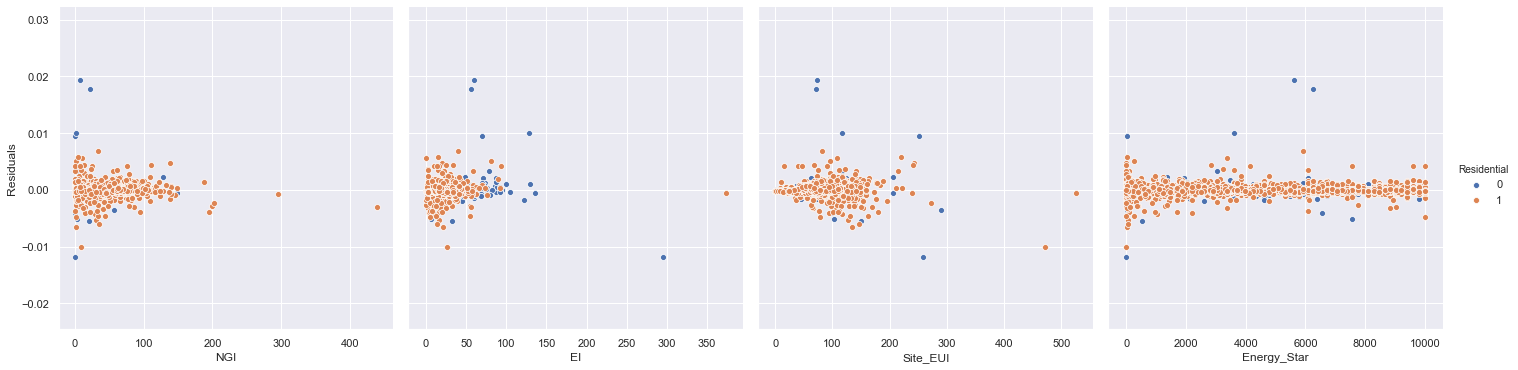 Residuals
0.03
0.02
0.01
0.00
−0.01
−0.02
0 100 200 300 400
NGI
0 50 100 150 200 250 300 350
EI
0 100 200 300 400 500
Site_EUI
0 2000 4000 6000 8000 10000
Energy_Star
Residential
0
1